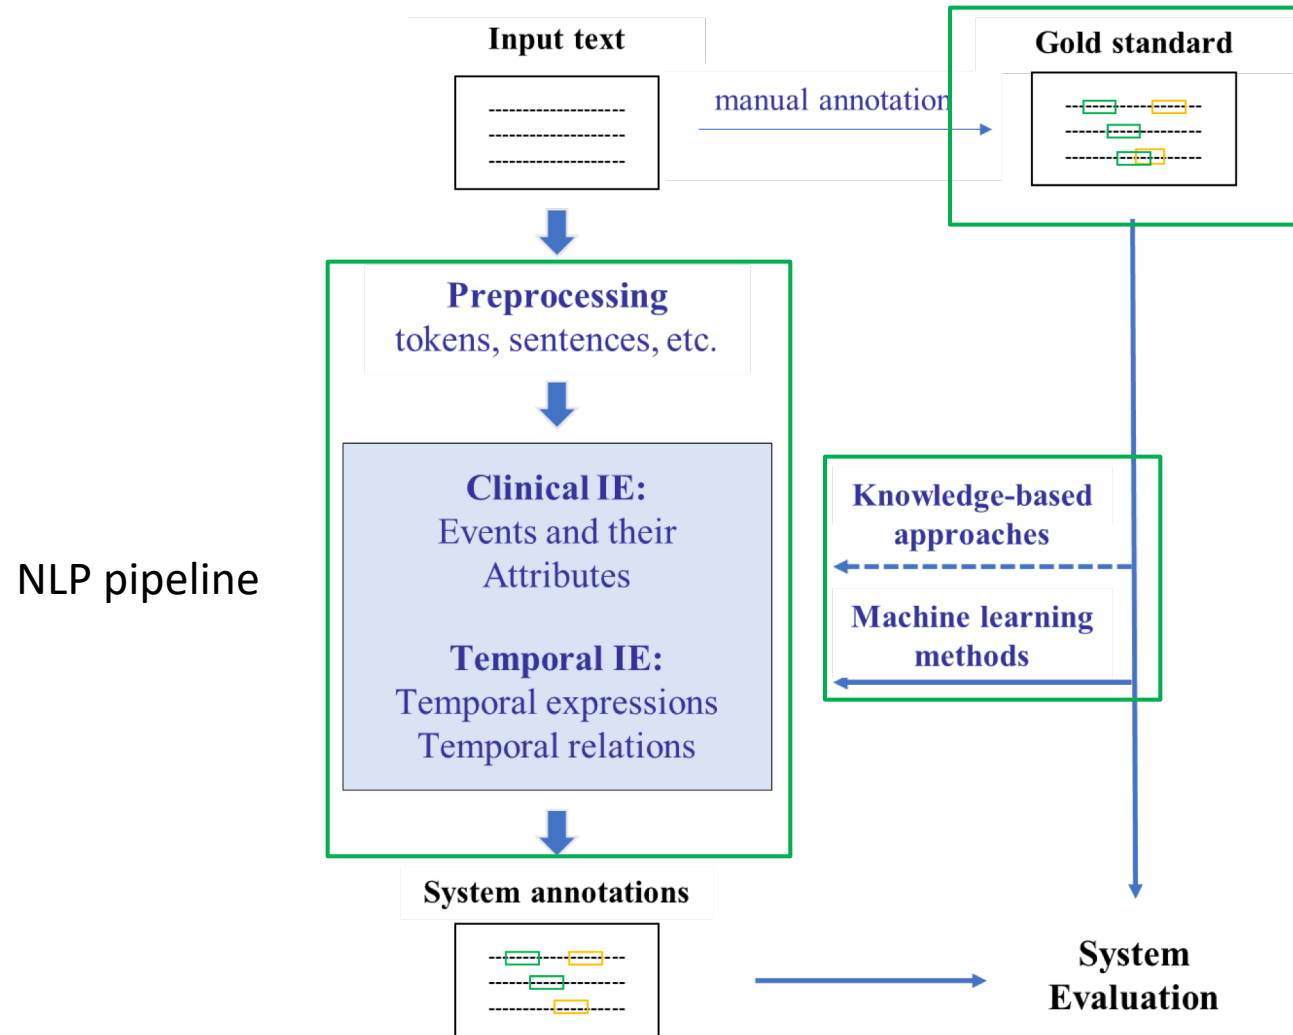 Input text
Gold standard
manual annotation
Preprocessing
tokens, sentences, etc.
Clinical IE:
Events and their
Attributes
Temporal IE:
Temporal expressions
Temporal relations
NLP pipeline
Knowledge-based
approaches
Machine learning
methods
System annotations
System
Evaluation